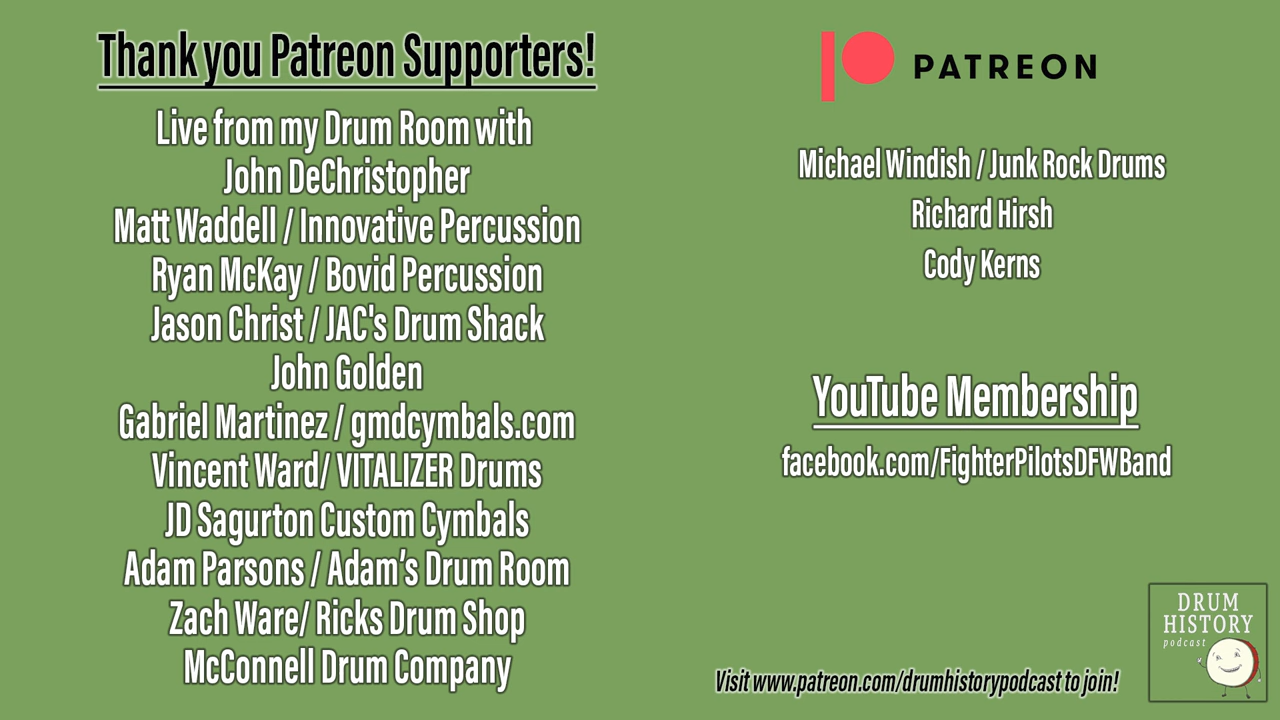 Thank you Patreon Supporters!
Live from my Drum Room with
John DeChristopher
Matt Waddell / Innovative Percussion
Ryan McKay / Bovid Percussion
Jason Christ / JAC's Drum Shack
John Golden
Gabriel Martinez / gmdcymbals.com
Vincent Ward/ VITALIZER Drums
JD Sagurton Custom Cymbals
Adam Parsons / Adam’s Drum Room
Zach Ware/ Ricks Drum Shop
McConnell Drum Company
PATREON
Michael Windish / Junk Rock Drums
Richard Hirsh
Cody Kerns
YouTube Membership
facebook.com/FighterPilotsDFWBand
Visit www.patreon.com/drumhistorypodcast to join!
DRUM
HISTORY
podcast